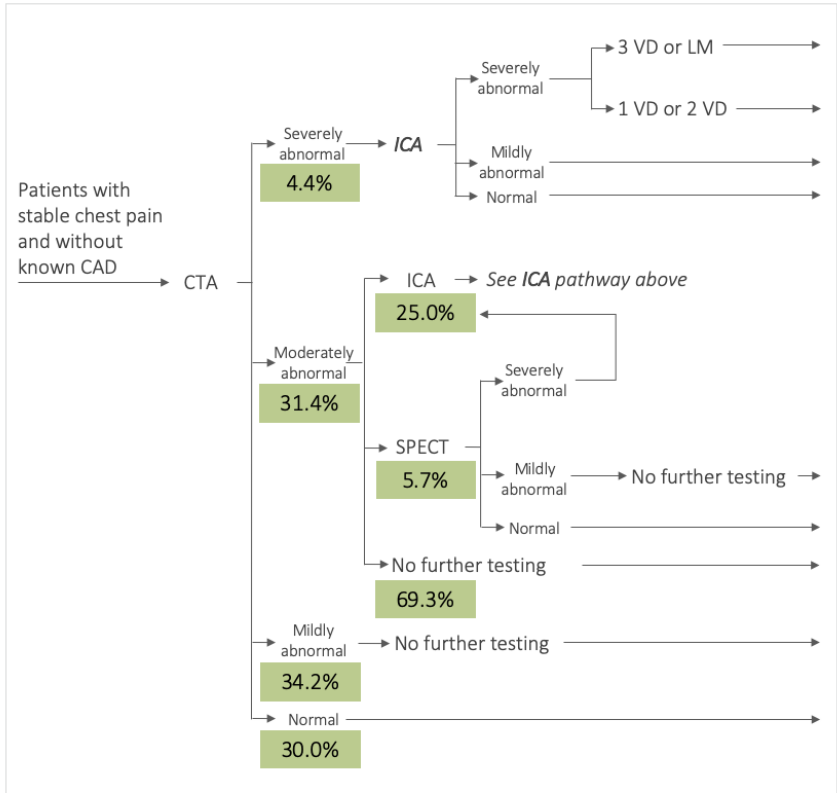 3 VD or LM
Severely
abnormal
1 VD or 2 VD
Severely
abnormal
ICA
4.4%
Mildly
abnormal
Normal
Patients with
stable chest pain
and without
known CAD
CTA
ICA
See ICA pathway above
25.0%
Moderately
abnormal
31.4%
Severely
abnormal
SPECT
5.7%
Mildly
abnormal
No further testing
Normal
No further testing
69.3%
Mildly
abnormal
No further testing
34.2%
Normal
30.0%